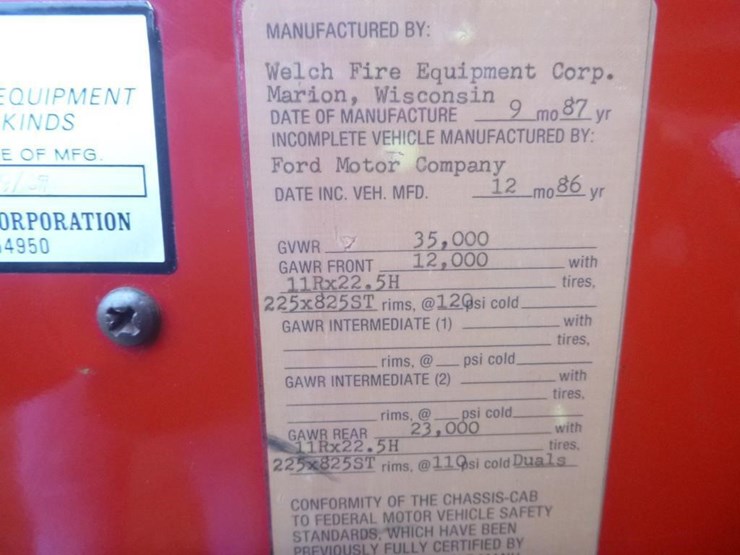 EQUIPMENT
KINDS
E OF MFG.
ORPORATION
4950
MANUFACTURED BY:
Welch Fire Equipment Corp.
Marion, Wisconsin
DATE OF MANUFACTURE 9 mo 87 yr
INCOMPLETE VEHICLE MANUFACTURED BY:
Ford Motor Company
DATE INC. VEH. MFD. 12 mo 86 yr
GVWR 35,000
GAWR FRONT 12,000 with
11Rx22.5H tires,
225x825ST rims, @ 120psi cold
GAWR INTERMEDIATE (1) with
tires,
rims, @ psi cold
GAWR INTERMEDIATE (2) with
tires,
rims, @ psi cold
GAWR REAR 23,000 with
11Rx22.5H tires,
225x825ST rims, @ 110psi cold Duals
CONFORMITY OF THE CHASSIS-CAB
TO FEDERAL MOTOR VEHICLE SAFETY
STANDARDS, WHICH HAVE BEEN
PREVIOUSLY FULLY CERTIFIED BY